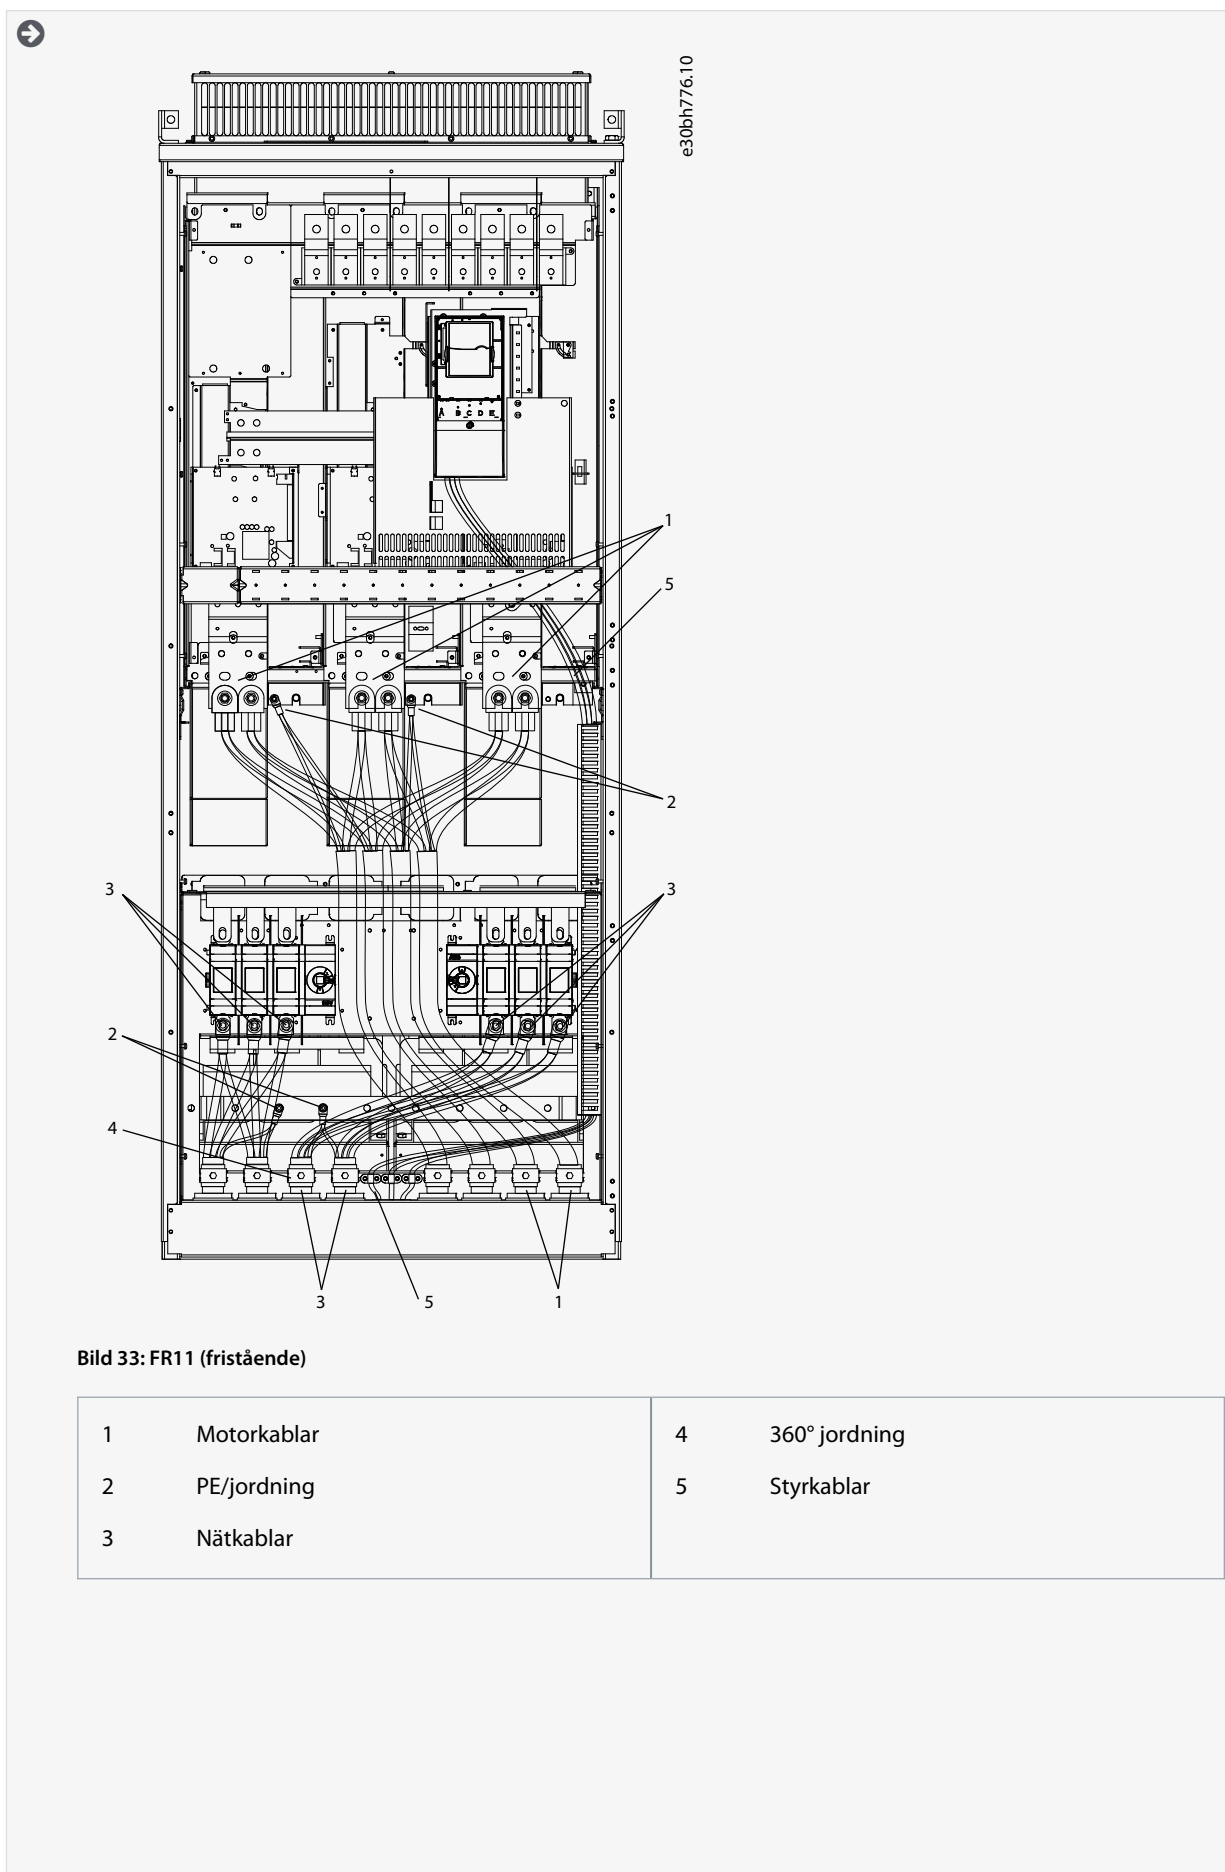 e30bh776.10
A B C D E
1
5
2
3
3
2
4
3
5
1
Bild 33: FR11 (fristående)
1 Motorkablar
2 PE/jordning
3 Nätkablar
4 360° jordning
5 Styrkablar